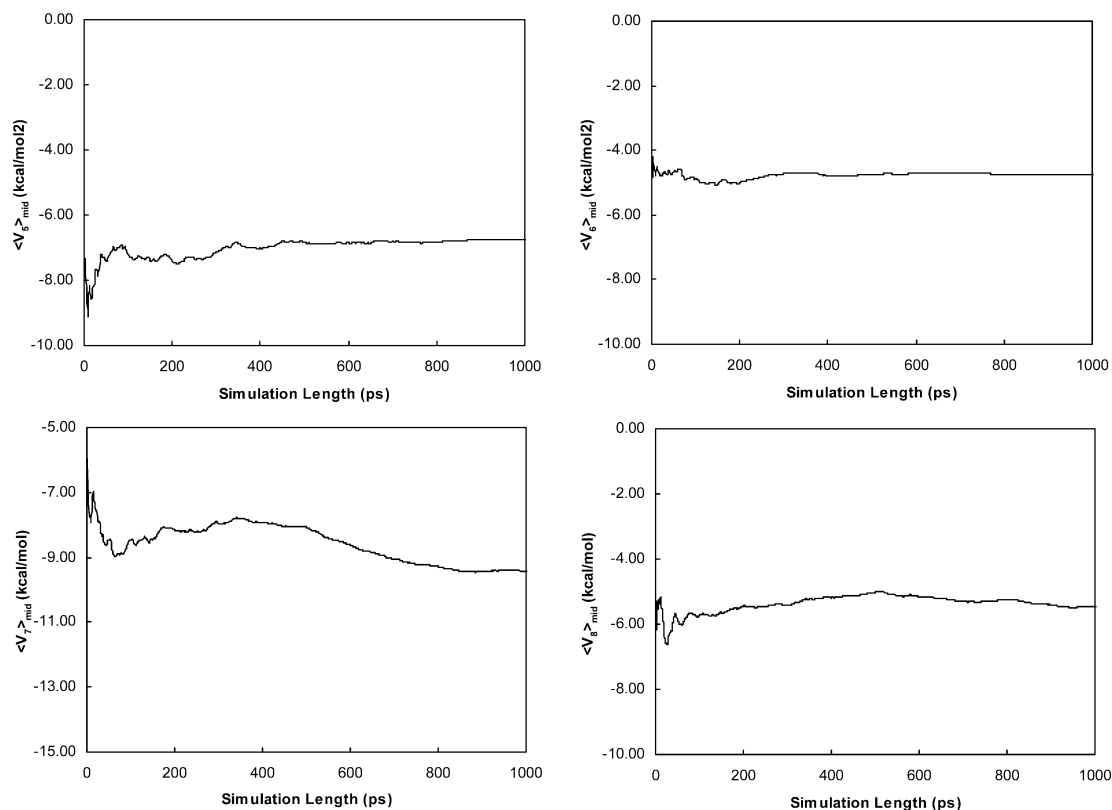 0.00
-2.00
-4.00
-6.00
-8.00
-10.00
<V5>mid (kcal/mol2)
0 200 400 600 800 1000
Simulation Length (ps)
0.00
-2.00
-4.00
-6.00
-8.00
-10.00
<V6>mid (kcal/mol2)
0 200 400 600 800 1000
Simulation Length (ps)
-5.00
-7.00
-9.00
-11.00
-13.00
-15.00
<V7>mid (kcal/mol)
0 200 400 600 800 1000
Simulation Length (ps)
0.00
-2.00
-4.00
-6.00
-8.00
-10.00
<V8>mid (kcal/mol)
0 200 400 600 800 1000
Simulation Length (ps)